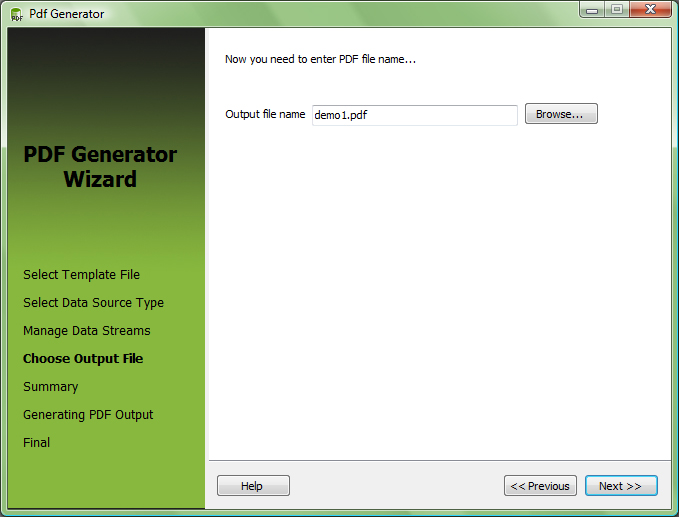 PDF
Pdf Generator
PDF Generator
Wizard
Select Template File
Select Data Source Type
Manage Data Streams
Choose Output File
Summary
Generating PDF Output
Final
Now you need to enter PDF file name...
Output file name demo1.pdf Browse...
Help << Previous Next >>